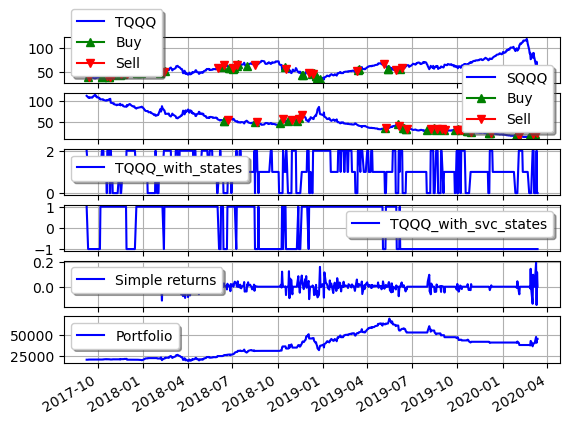 TQQQ
Buy
Sell
100
50
SQQQ
Buy
Sell
100
50
2
TQQQ_with_states
0
1
TQQQ_with_svc_states
−1
0.2
Simple returns
0.0
Portfolio
50000
25000
2017-10
2018-01
2018-04
2018-07
2018-10
2019-01
2019-04
2019-07
2019-10
2020-01
2020-04